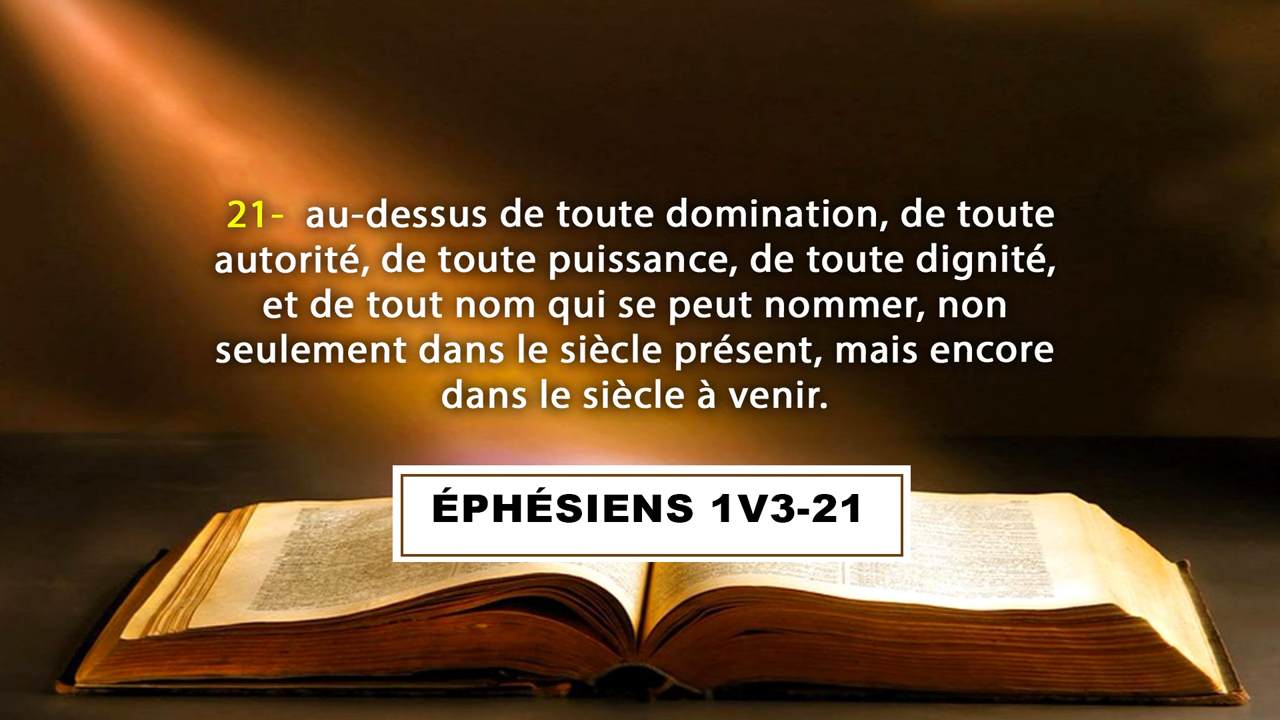 21- au-dessus de toute domination, de toute
autorité, de toute puissance, de toute dignité,
et de tout nom qui se peut nommer, non
seulement dans le siècle présent, mais encore
dans le siècle à venir.
ÉPHÉSIENS 1V3-21